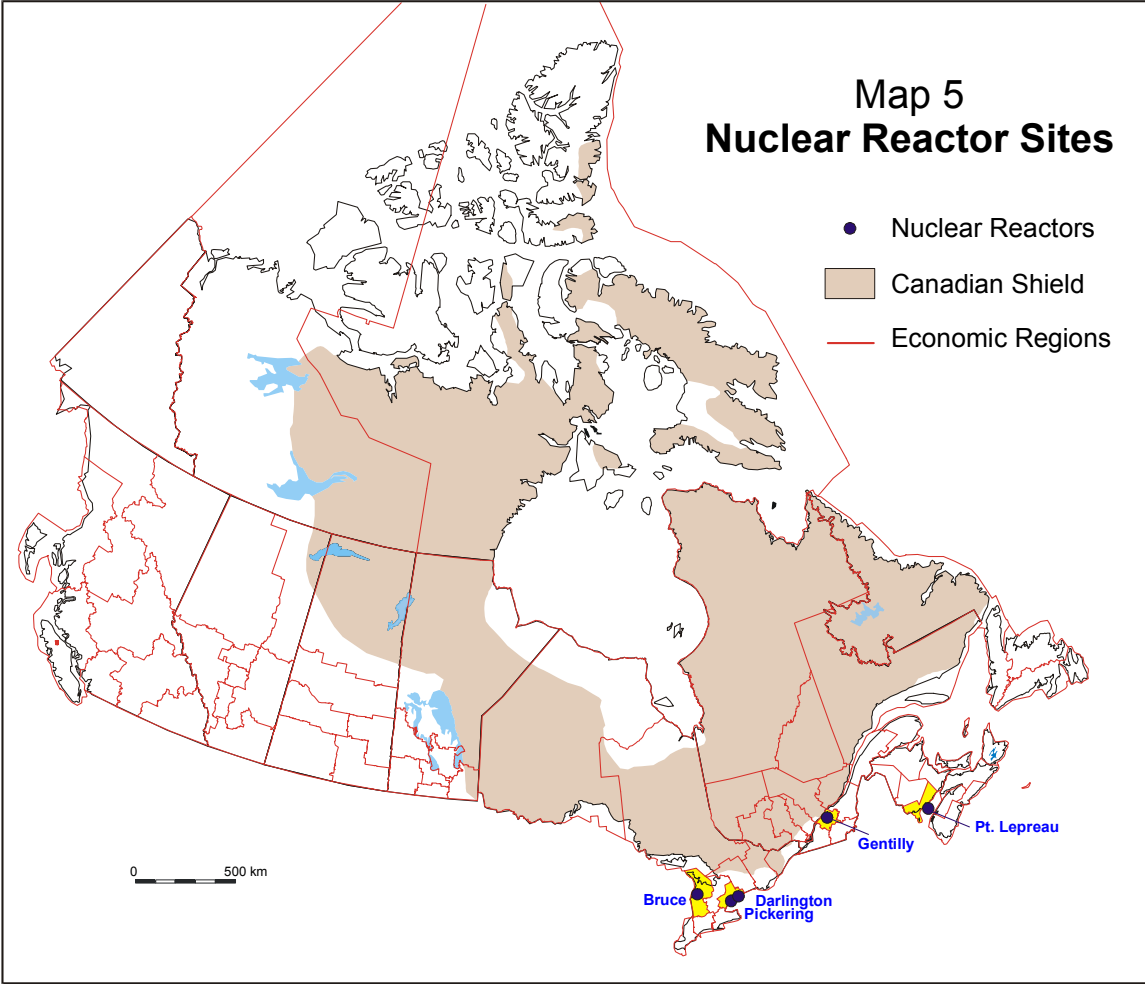 Map 5
Nuclear Reactor Sites
Nuclear Reactors
Canadian Shield
Economic Regions
Pt. Lepreau
Gentilly
0 500 km
Bruce
Darlington
Pickering